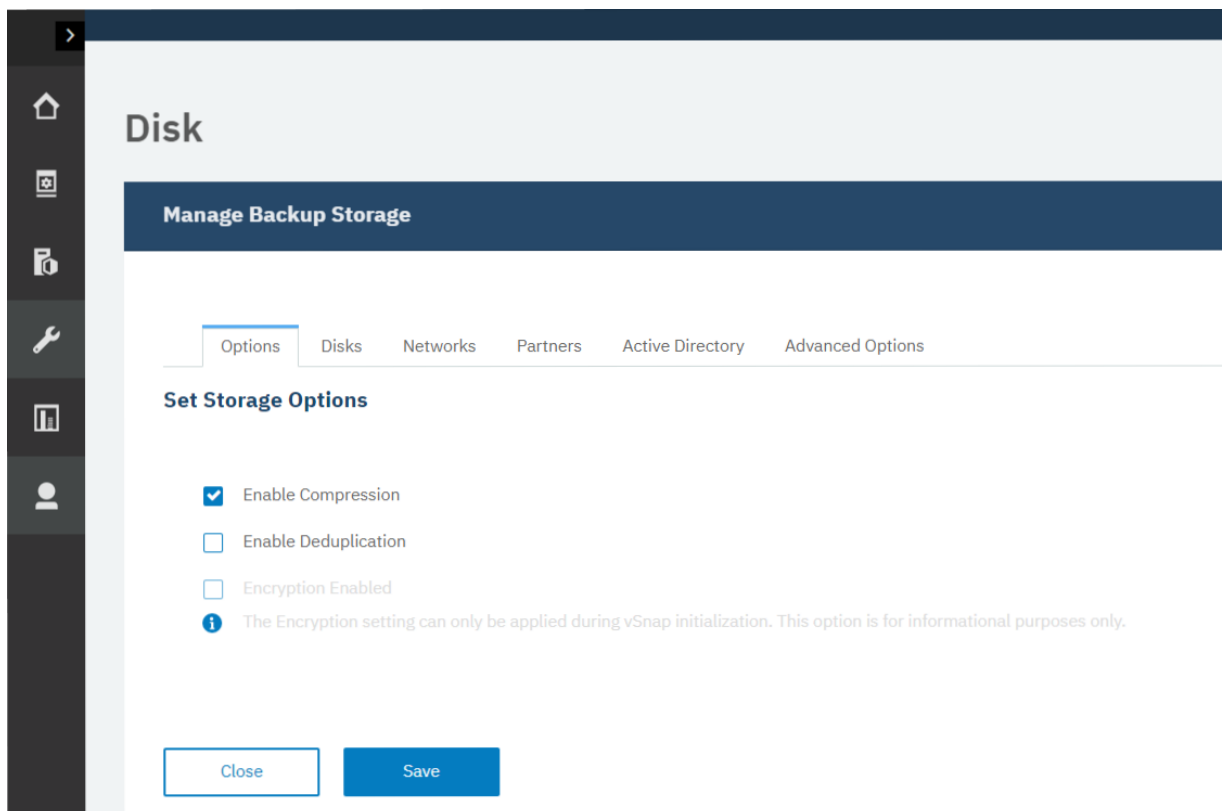 Disk
Manage Backup Storage
Options Disks Networks Partners Active Directory Advanced Options
Set Storage Options
Enable Compression
Enable Deduplication
Encryption Enabled
The Encryption setting can only be applied during vSnap initialization. This option is for informational purposes only.
Close Save